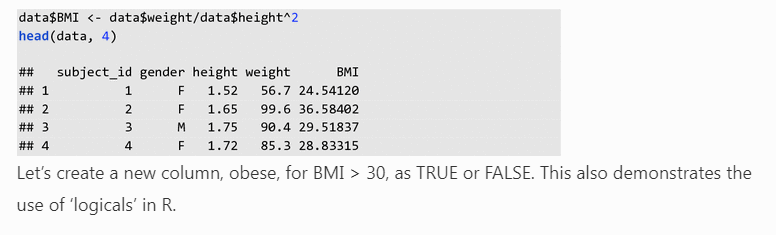 data$BMI <- data$weight/data$height^2
head(data, 4)
##   subject_id gender height weight      BMI
## 1          1      F   1.52   56.7 24.54120
## 2          2      F   1.65   99.6 36.58402
## 3          3      M   1.75   90.4 29.51837
## 4          4      F   1.72   85.3 28.83315
Let’s create a new column, obese, for BMI > 30, as TRUE or FALSE. This also demonstrates the
use of ‘logicals’ in R.